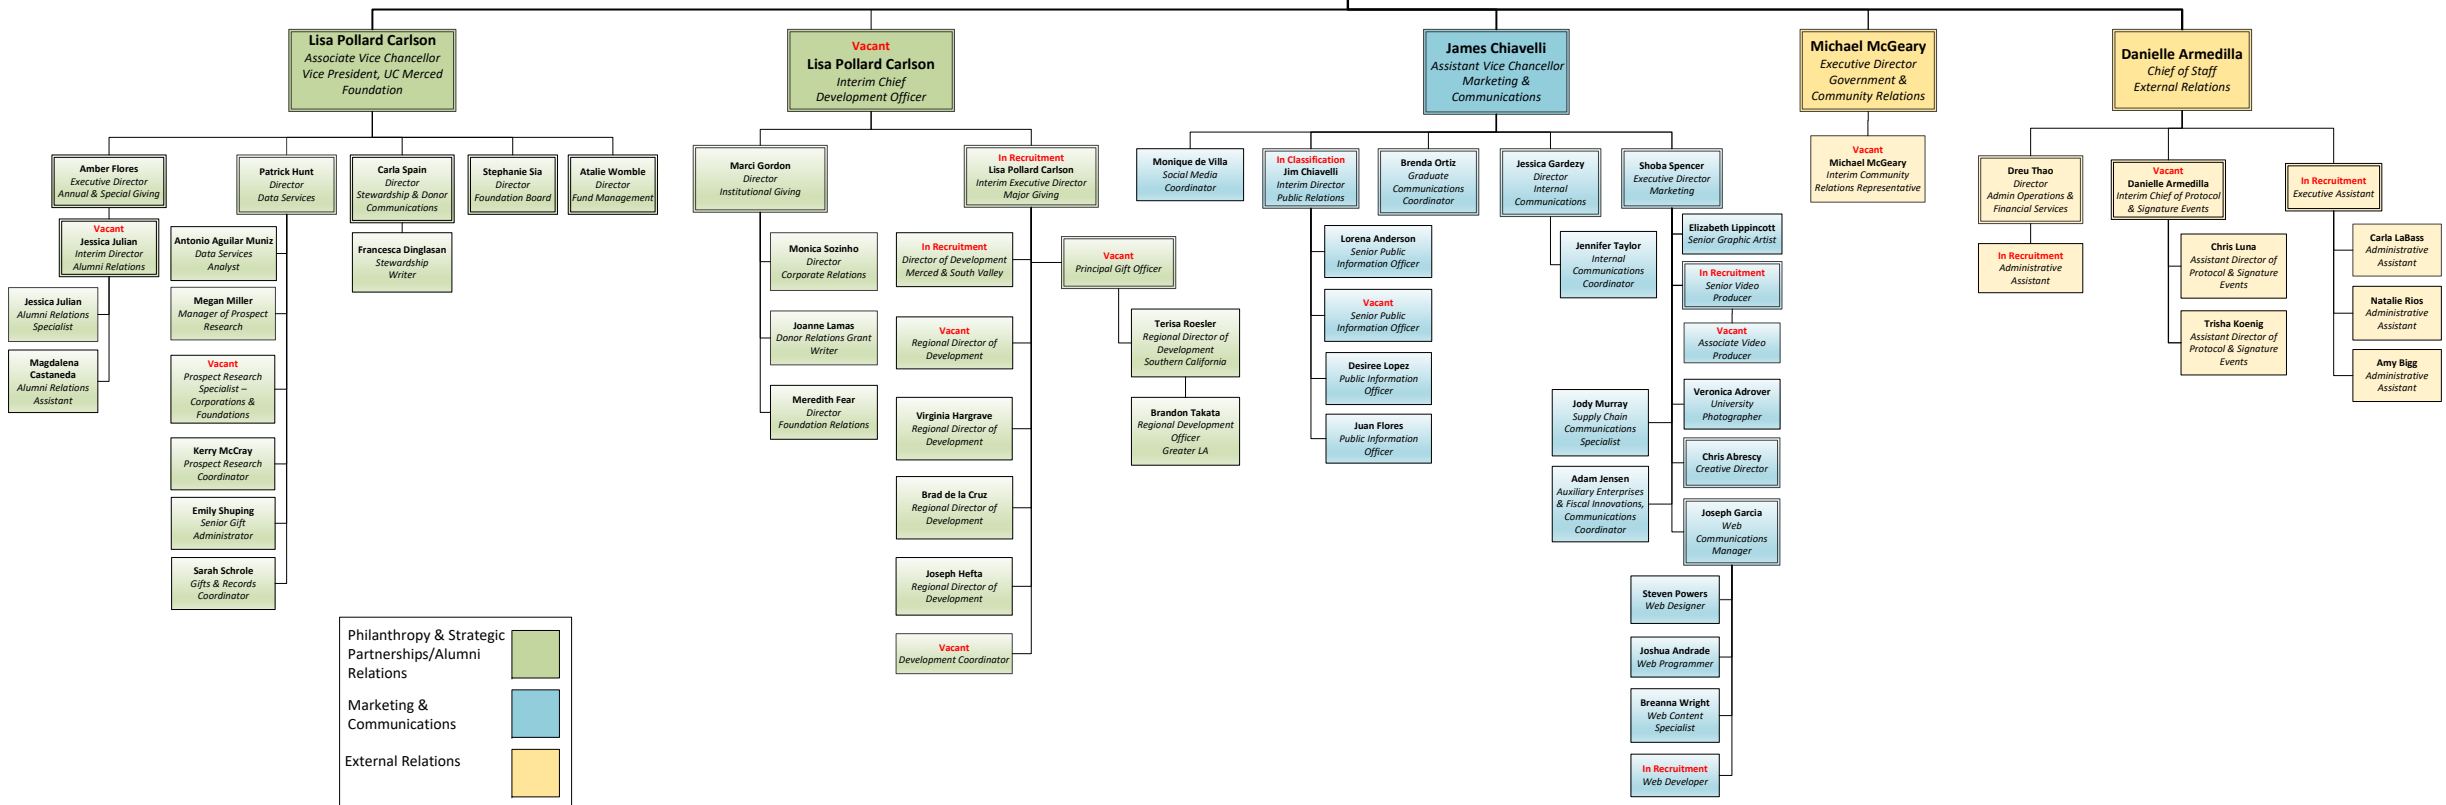 Lisa Pollard Carlson
Associate Vice Chancellor
Vice President, UC Merced
Foundation
Amber Flores
Executive Director
Annual & Special Giving
Vacant
Jessica Julian
Interim Director
Alumni Relations
Jessica Julian
Alumni Relations
Specialist
Magdalena
Castaneda
Alumni Relations
Assistant
Patrick Hunt
Director
Data Services
Antonio Aguilar Muniz
Data Services
Analyst
Megan Miller
Manager of Prospect
Research
Vacant
Prospect Research
Specialist –
Corporations &
Foundations
Kerry McCray
Prospect Research
Coordinator
Emily Shuping
Senior Gift
Administrator
Sarah Schrole
Gifts & Records
Coordinator
Carla Spain
Director
Stewardship & Donor
Communications
Francesca Dinglasan
Stewardship
Writer
Stephanie Sia
Director
Foundation Board
Atalie Womble
Director
Fund Management
Vacant
Lisa Pollard Carlson
Interim Chief
Development Officer
Marci Gordon
Director
Institutional Giving
Monica Sozinho
Director
Corporate Relations
Joanne Lamas
Donor Relations Grant
Writer
Meredith Fear
Director
Foundation Relations
In Recruitment
Lisa Pollard Carlson
Interim Executive Director
Major Giving
In Recruitment
Director of Development
Merced & South Valley
Vacant
Regional Director of
Development
Virginia Hargrave
Regional Director of
Development
Brad de la Cruz
Regional Director of
Development
Joseph Hefta
Regional Director of
Development
Vacant
Development Coordinator
Vacant
Principal Gift Officer
Terisa Roesler
Regional Director of
Development
Southern California
Brandon Takata
Regional Development
Officer
Greater LA
James Chiavelli
Assistant Vice Chancellor
Marketing &
Communications
Monique de Villa
Social Media
Coordinator
In Classification
Jim Chiavelli
Interim Director
Public Relations
Lorena Anderson
Senior Public
Information Officer
Vacant
Senior Public
Information Officer
Desiree Lopez
Public Information
Officer
Juan Flores
Public Information
Officer
Brenda Ortiz
Graduate
Communications
Coordinator
Jessica Gardezy
Director
Internal
Communications
Jennifer Taylor
Internal
Communications
Coordinator
Shoba Spencer
Executive Director
Marketing
Elizabeth Lippincott
Senior Graphic Artist
In Recruitment
Senior Video
Producer
Vacant
Associate Video
Producer
Veronica Adrover
University
Photographer
Jody Murray
Supply Chain
Communications
Specialist
Chris Abrescy
Creative Director
Adam Jensen
Auxiliary Enterprises
& Fiscal Innovations,
Communications
Coordinator
Joseph Garcia
Web
Communications
Manager
Steven Powers
Web Designer
Joshua Andrade
Web Programmer
Breanna Wright
Web Content
Specialist
In Recruitment
Web Developer
Michael McGeary
Executive Director
Government &
Community Relations
Vacant
Michael McGeary
Interim Community
Relations Representative
Danielle Armedilla
Chief of Staff
External Relations
Dreu Thao
Director
Admin Operations &
Financial Services
In Recruitment
Administrative
Assistant
Vacant
Danielle Armedilla
Interim Chief of Protocol
& Signature Events
Chris Luna
Assistant Director of
Protocol & Signature
Events
Trisha Koenig
Assistant Director of
Protocol & Signature
Events
In Recruitment
Executive Assistant
Carla LaBass
Administrative
Assistant
Natalie Rios
Administrative
Assistant
Amy Bigg
Administrative
Assistant
Philanthropy & Strategic
Partnerships/Alumni
Relations
Marketing &
Communications
External Relations